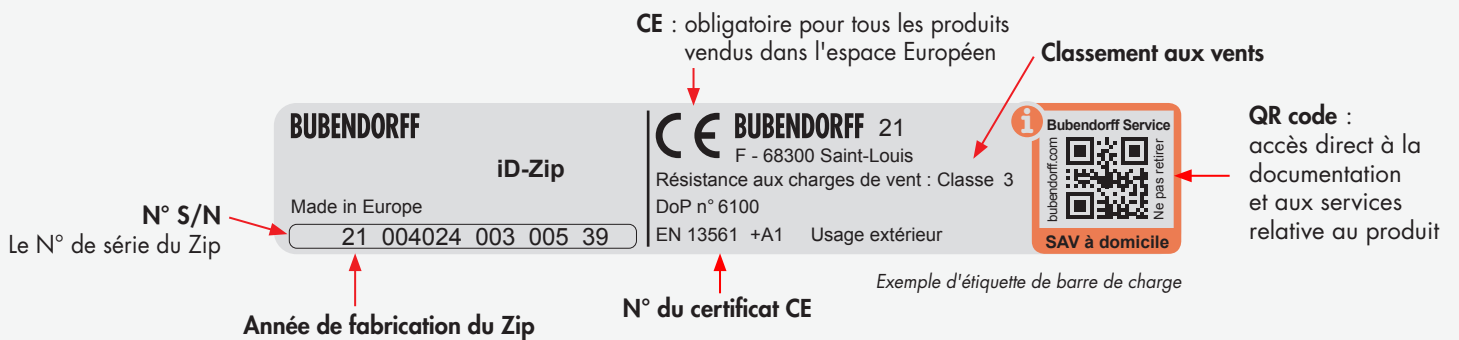 CE : obligatoire pour tous les produits
vendus dans l'espace Européen
Classement aux vents
BUBENDORFF
iD-Zip
Made in Europe
21 004024 003 005 39
CE BUBENDORFF 21
F - 68300 Saint-Louis
Résistance aux charges de vent : Classe 3
DoP n° 6100
EN 13561 +A1 Usage extérieur
i
Bubendorff Service
bubendorff.com
Ne pas retirer
SAV à domicile
QR code :
accès direct à la
documentation
et aux services
relative au produit
N° S/N
Le N° de série du Zip
Exemple d'étiquette de barre de charge
N° du certificat CE
Année de fabrication du Zip